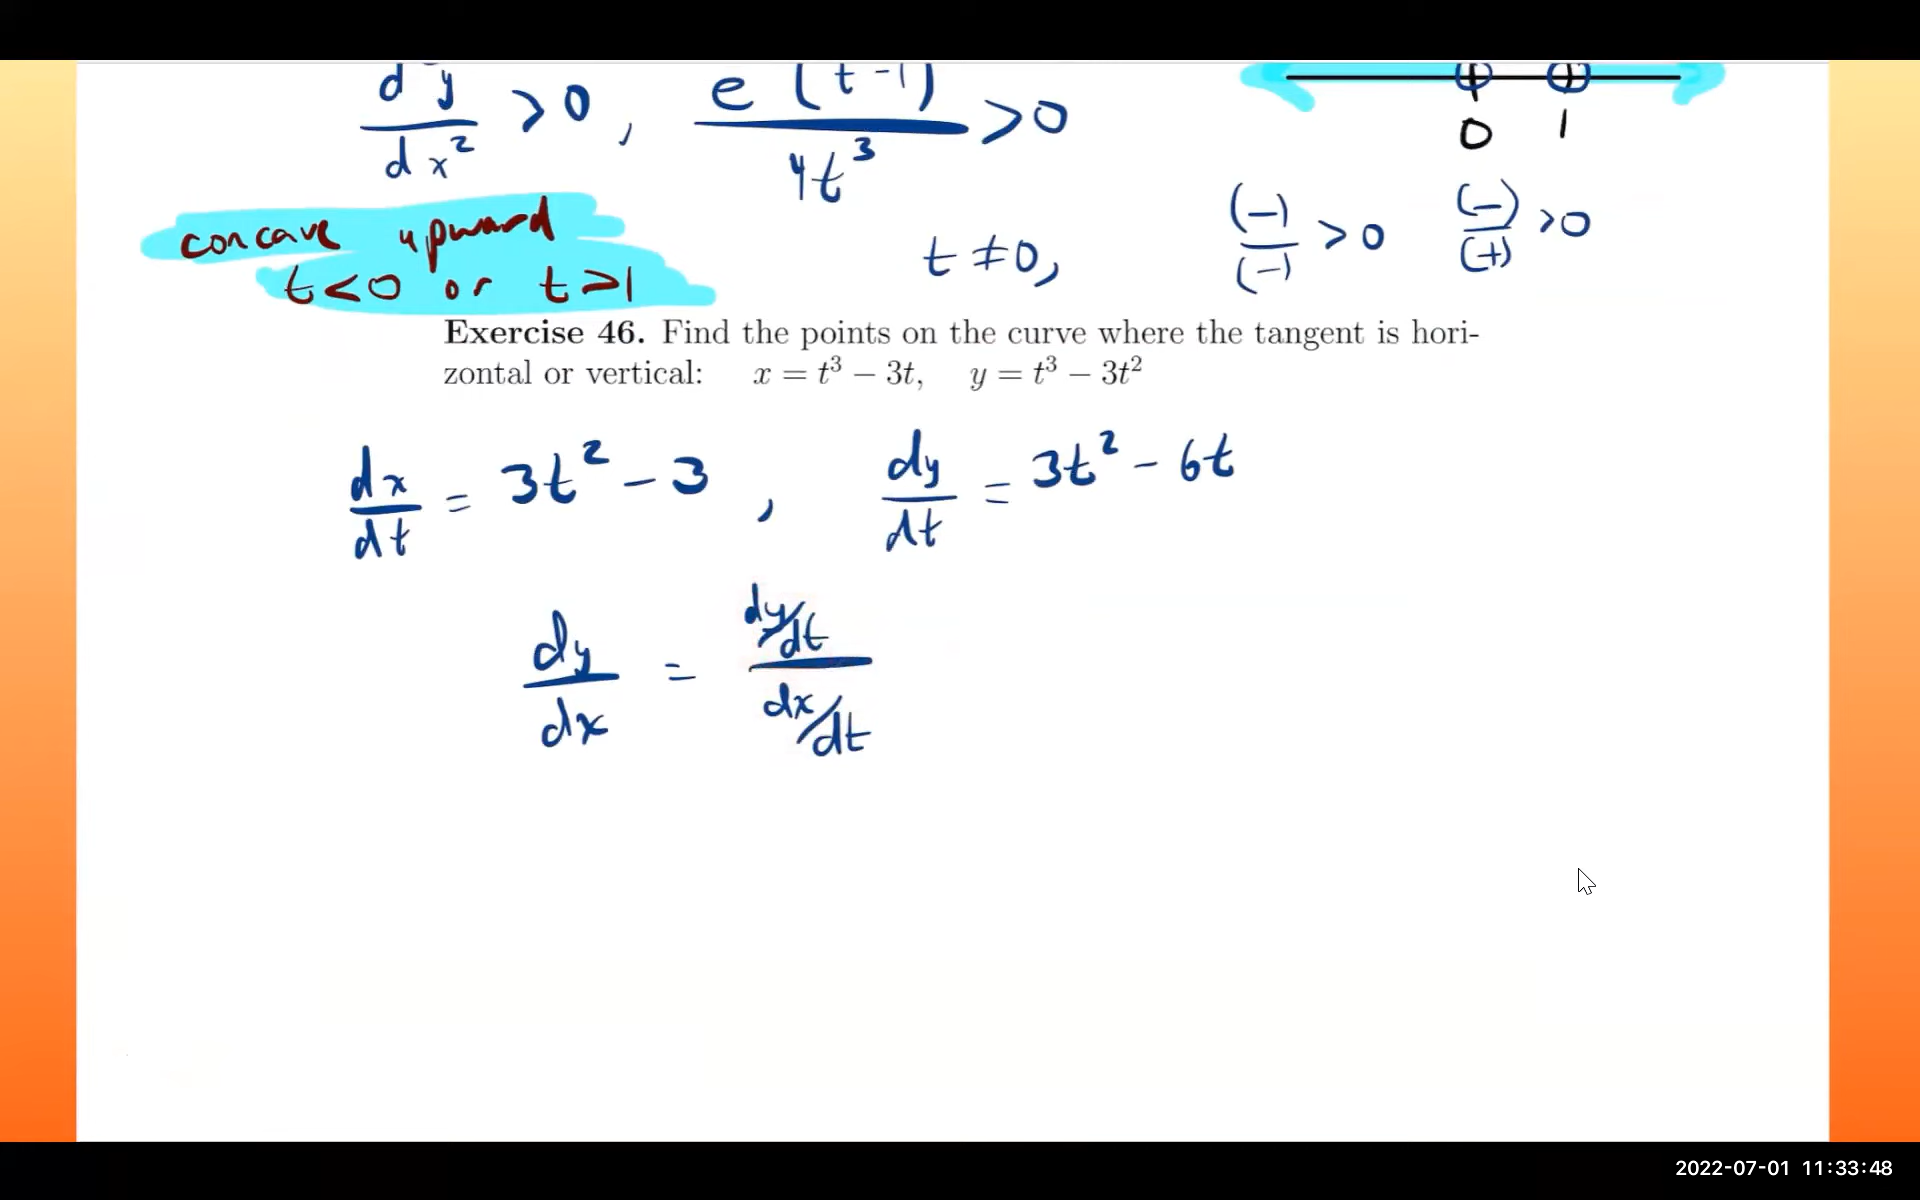 dy/dx² > 0, e(t-1)/4t³ > 0
0 1
concave upward
t<0 or t>1
t ≠ 0, (-)/(-) > 0 (-)/(+) > 0
Exercise 46. Find the points on the curve where the tangent is hori-
zontal or vertical: x = t³ − 3t, y = t³ − 3t²
dx/dt = 3t² - 3, dy/dt = 3t² - 6t
dy/dx = (dy/dt)/(dx/dt)
2022-07-01 11:33:48